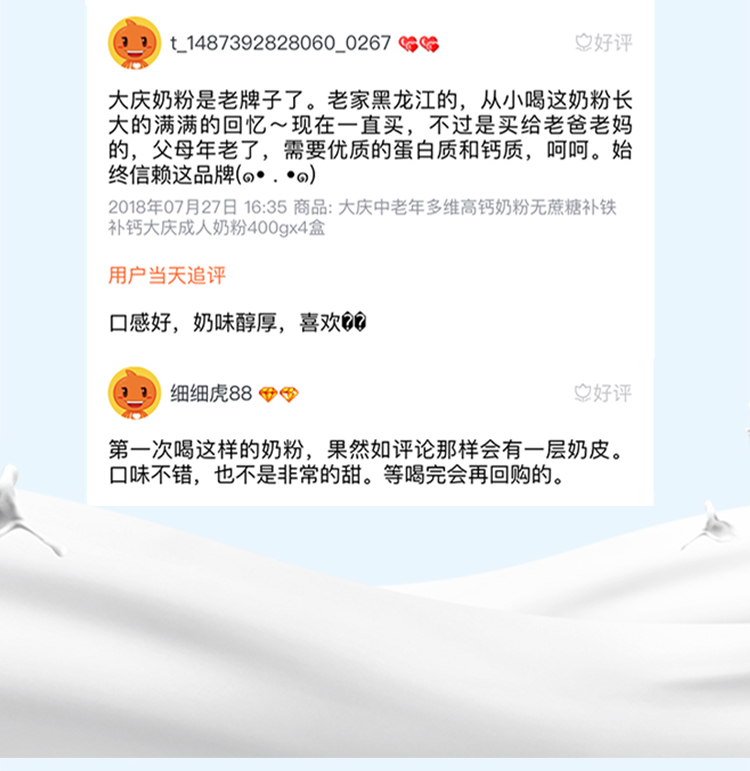 t_1487392828060_0267
好评
大庆奶粉是老牌子了。老家黑龙江的，从小喝这奶粉长
大的满满的回忆～现在一直买，不过是买给老爸老妈
的，父母年老了，需要优质的蛋白质和钙质，呵呵。始
终信赖这品牌(๑• . •๑)
2018年07月27日 16:35 商品: 大庆中老年多维高钙奶粉无蔗糖补铁
补钙大庆成人奶粉400gx4盒
用户当天追评
口感好，奶味醇厚，喜欢��
细细虎88
好评
第一次喝这样的奶粉，果然如评论那样会有一层奶皮。
口味不错，也不是非常的甜。等喝完会再回购的。